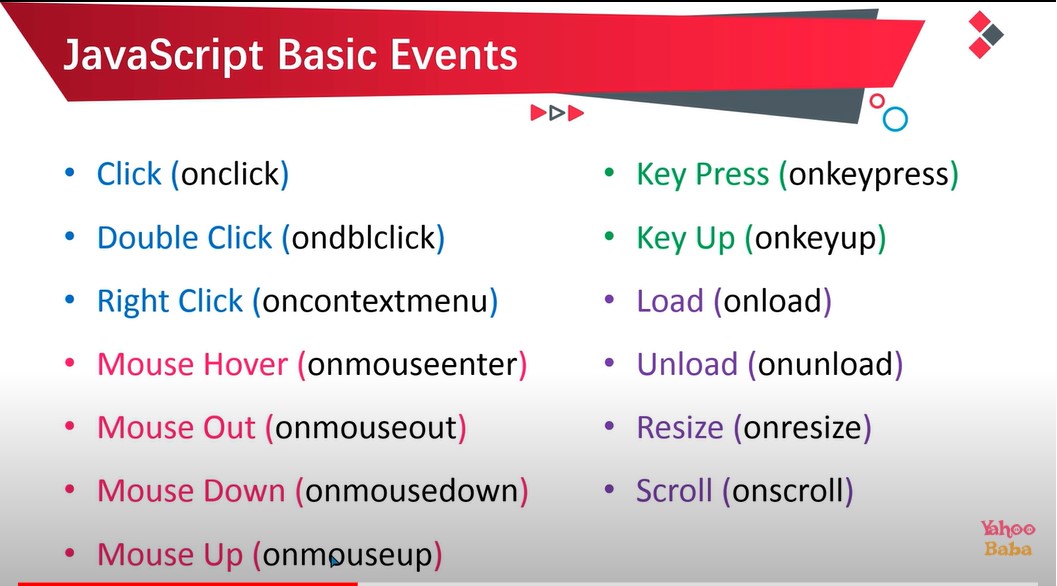 JavaScript Basic Events
• Click (onclick)
• Double Click (ondblclick)
• Right Click (oncontextmenu)
• Mouse Hover (onmouseenter)
• Mouse Out (onmouseout)
• Mouse Down (onmousedown)
• Mouse Up (onmouseup)
• Key Press (onkeypress)
• Key Up (onkeyup)
• Load (onload)
• Unload (onunload)
• Resize (onresize)
• Scroll (onscroll)
Yahoo
Baba